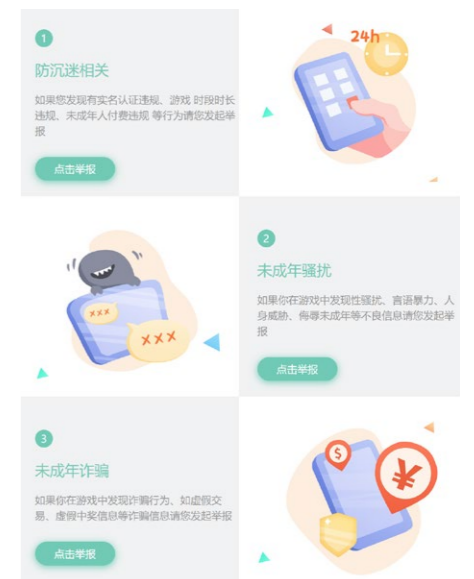 1
24h
防沉迷相关
如果您发现有实名认证违规、游戏 时段时长
违规、未成年人付费违规 等行为请您发起举
报
点击举报
xxx
xxx
2
未成年骚扰
如果你在游戏中发现性骚扰、言语暴力、人
身威胁、侮辱未成年等不良信息请您发起举
报
点击举报
3
未成年诈骗
如果你在游戏中发现诈骗行为、如虚假交
易、虚假中奖信息等诈骗信息请您发起举报
点击举报
$
¥